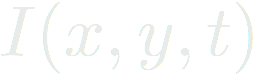 I(x, y, t)